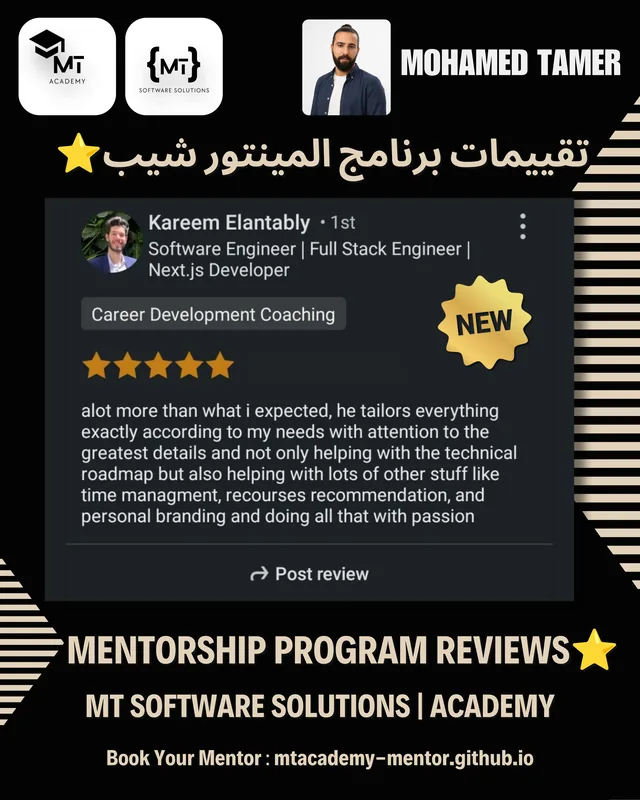 MT
ACADEMY
{MT}
SOFTWARE SOLUTIONS
MOHAMED TAMER
تقييمات برنامج المينتور شيب⭐
Kareem Elantably • 1st
Software Engineer | Full Stack Engineer |
Next.js Developer
Career Development Coaching
NEW
alot more than what i expected, he tailors everything
exactly according to my needs with attention to the
greatest details and not only helping with the technical
roadmap but also helping with lots of other stuff like
time managment, recourses recommendation, and
personal branding and doing all that with passion
Post review
MENTORSHIP PROGRAM REVIEWS⭐
MT SOFTWARE SOLUTIONS | ACADEMY
Book Your Mentor : mtacademy-mentor.github.io